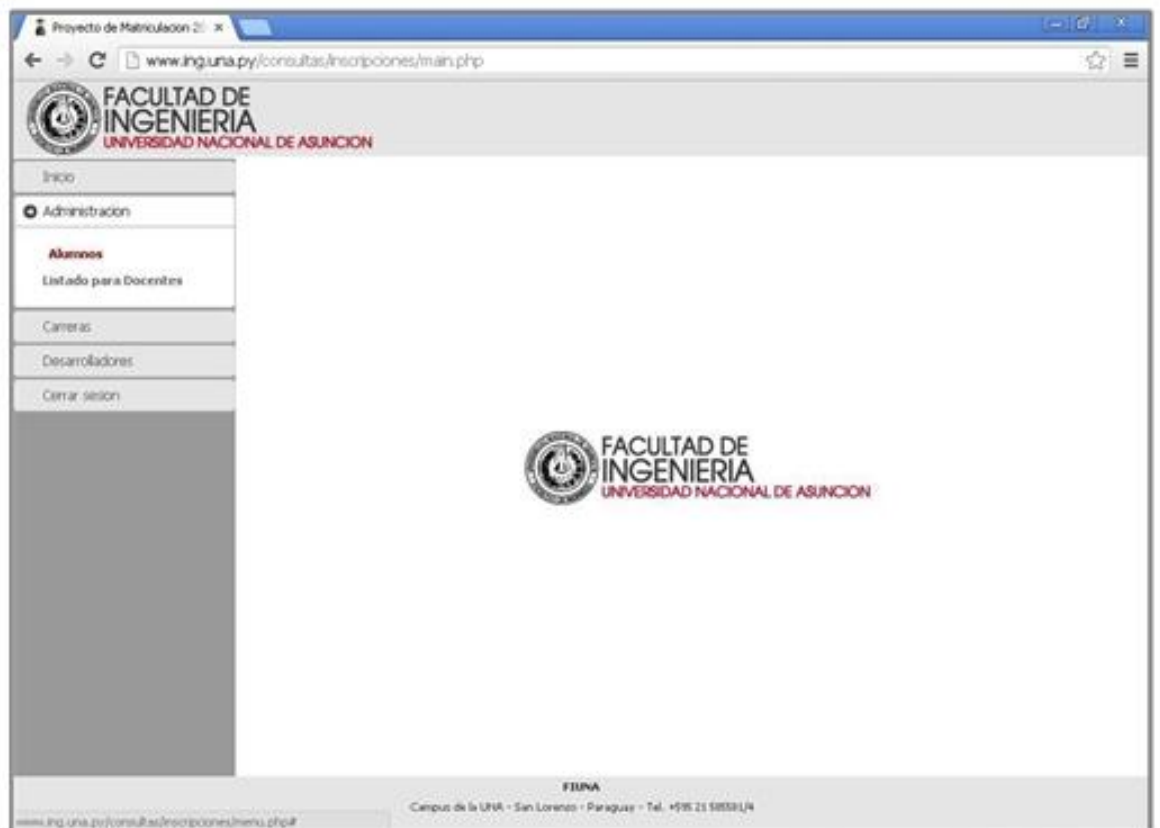 Proyecto de Matriculacion 2
www.ing.una.py/consultas/inscripciones/main.php
FACULTAD DE
INGENIERIA
UNIVERSIDAD NACIONAL DE ASUNCION
Inicio
Administracion
Alumnos
Listado para Docentes
Carreras
Desarrolladores
Cerrar sesion
FACULTAD DE
INGENIERIA
UNIVERSIDAD NACIONAL DE ASUNCION
FIUNA
Campus de la UNA - San Lorenzo - Paraguay - Tel. +595 21
www.ing.una.py/consultas/inscripciones/menu.php#